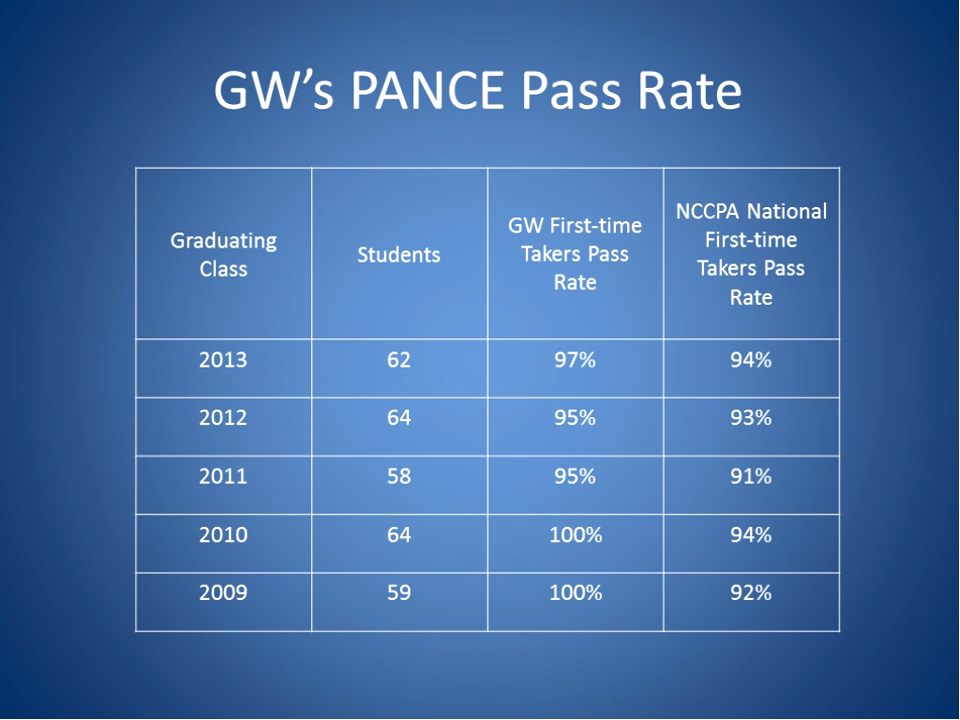 GW’s PANCE Pass Rate
Graduating
Class
Students
GW First-time
Takers Pass
Rate
NCCPA National
First-time
Takers Pass
Rate
2013 62 97% 94%
2012 64 95% 93%
2011 58 95% 91%
2010 64 100% 94%
2009 59 100% 92%